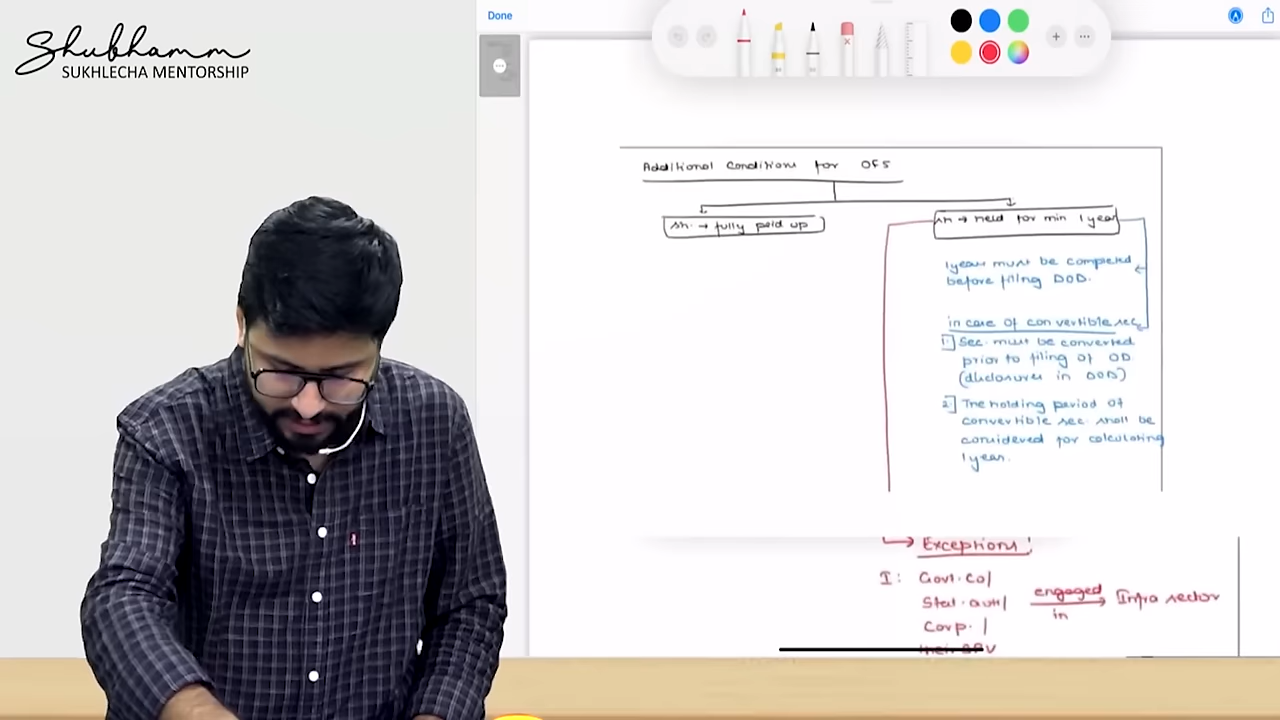 Shubhamm
SUKHLECHA MENTORSHIP
Done
Additional Conditions for OFS
sh. → fully paid up
sh → held for min 1 year
1 year must be completed
before filing DOD.
in case of convertible sec.
1. Sec. must be converted
prior to filing of OD
(disclosures in DOD)
2. The holding period of
convertible sec. shall be
considered for calculating
1 year.
→ Exceptions:
I: Govt. Co/
Stat. auth/
Corp. /
their SPV
engaged
in
Infra sector